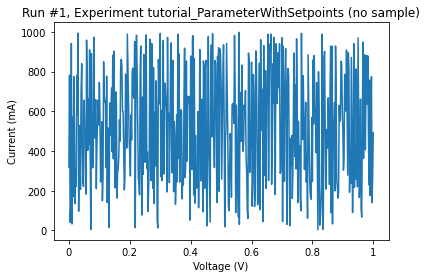 Run #1, Experiment tutorial_ParameterWithSetpoints (no sample)
Current (mA)
1000
800
600
400
200
0
0 0.2 0.4 0.6 0.8 1
Voltage (V)